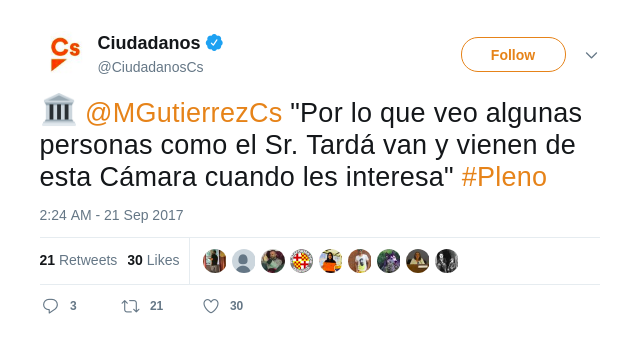 Cs
Ciudadanos
@CiudadanosCs
Follow
@MGutierrezCs "Por lo que veo algunas
personas como el Sr. Tardá van y vienen de
esta Cámara cuando les interesa" #Pleno
2:24 AM - 21 Sep 2017
21 Retweets 30 Likes
3 21 30